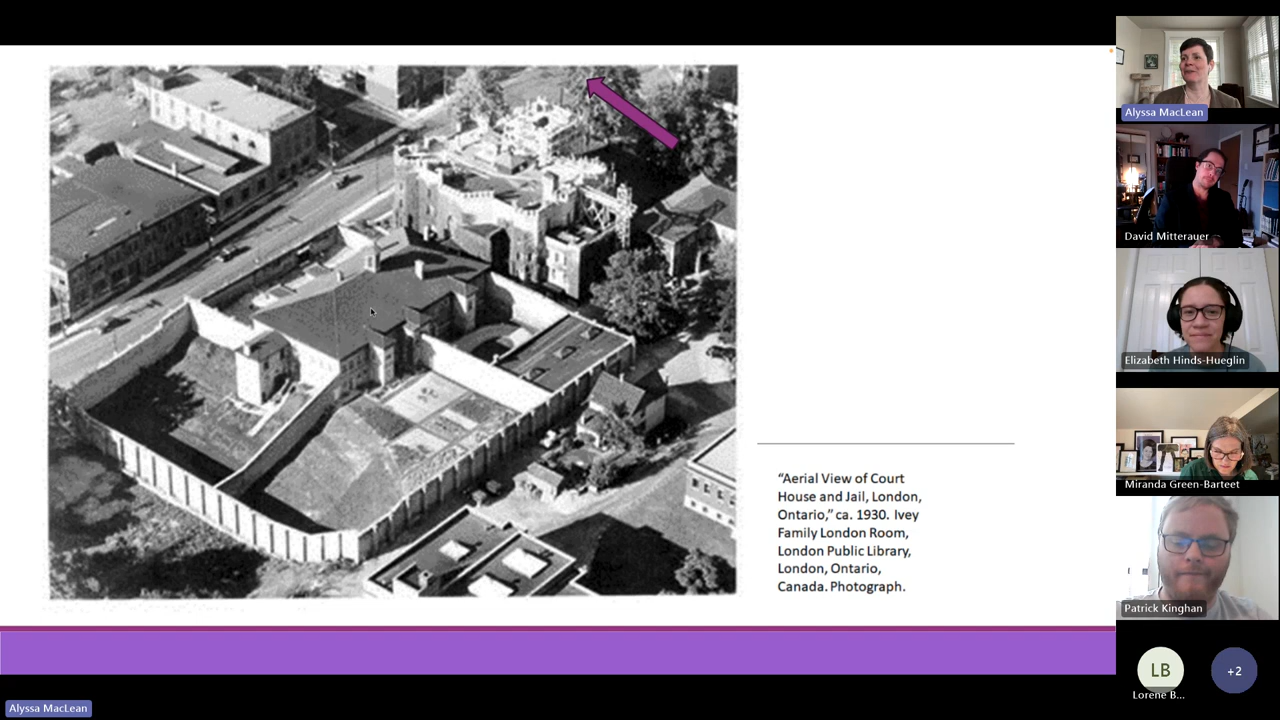 “Aerial View of Court
House and Jail, London,
Ontario,” ca. 1930. Ivey
Family London Room,
London Public Library,
London, Ontario,
Canada. Photograph.
Alyssa MacLean
David Mitterauer
Elizabeth Hinds-Hueglin
Miranda Green-Barteet
Patrick Kinghan
LB
+2
Lorene B...
Alyssa MacLean